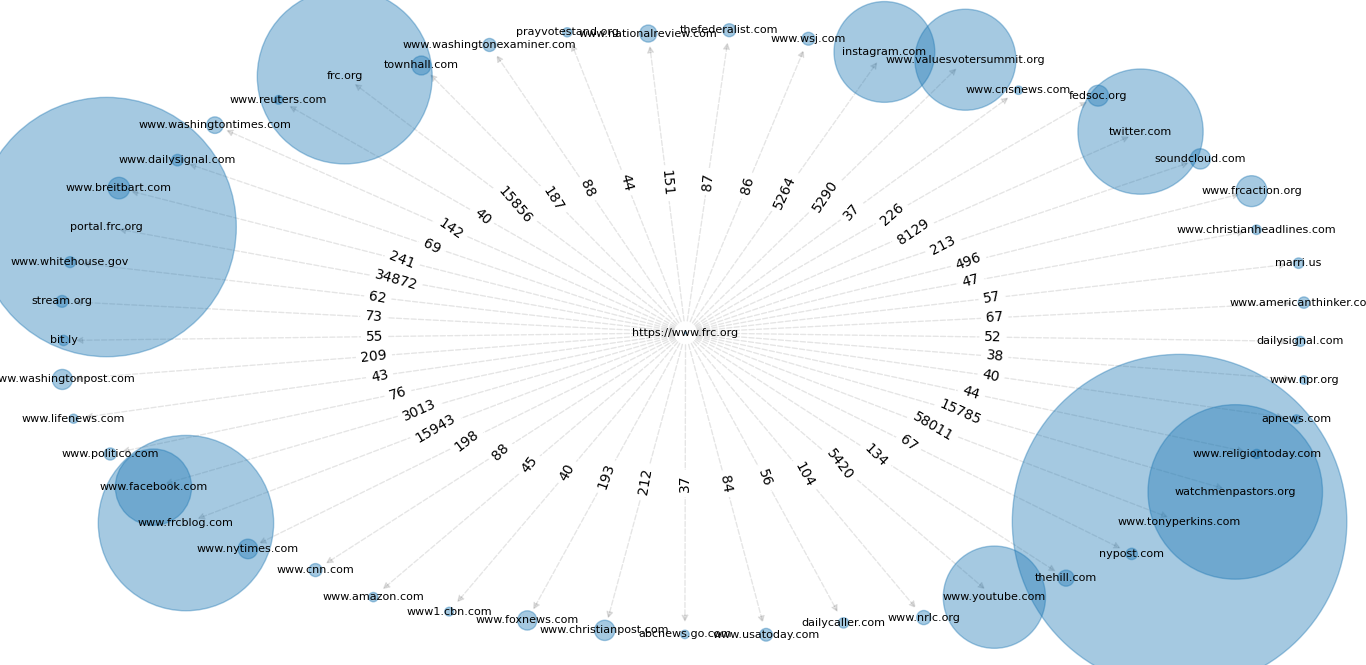 prayvotestand.org
www.nationalreview.com
thefederalist.com
www.wsj.com
www.washingtonexaminer.com
instagram.com
www.valuesvotersummit.org
townhall.com
frc.org
www.cnsnews.com
fedsoc.org
www.reuters.com
www.washingtontimes.com
twitter.com
www.dailysignal.com
soundcloud.com
www.breitbart.com
www.frcaction.org
portal.frc.org
www.christianheadlines.com
www.whitehouse.gov
marri.us
stream.org
www.americanthinker.co
bit.ly
dailysignal.com
https://www.frc.org
www.washingtonpost.com
www.npr.org
www.lifenews.com
apnews.com
www.politico.com
www.religiontoday.com
www.facebook.com
watchmenpastors.org
www.frcblog.com
www.tonyperkins.com
www.nytimes.com
nypost.com
www.cnn.com
thehill.com
www.amazon.com
www.youtube.com
www1.cbn.com
www.foxnews.com
www.christianpost.com
abcnews.go.com
www.usatoday.com
dailycaller.com
www.nrlc.org
151
87
86
5264
5290
37
226
8129
213
496
47
57
67
52
38
40
44
15785
58011
67
134
5420
104
56
84
37
212
193
40
45
88
198
15943
3013
76
43
209
55
73
62
34872
241
69
142
40
15856
187
88
44